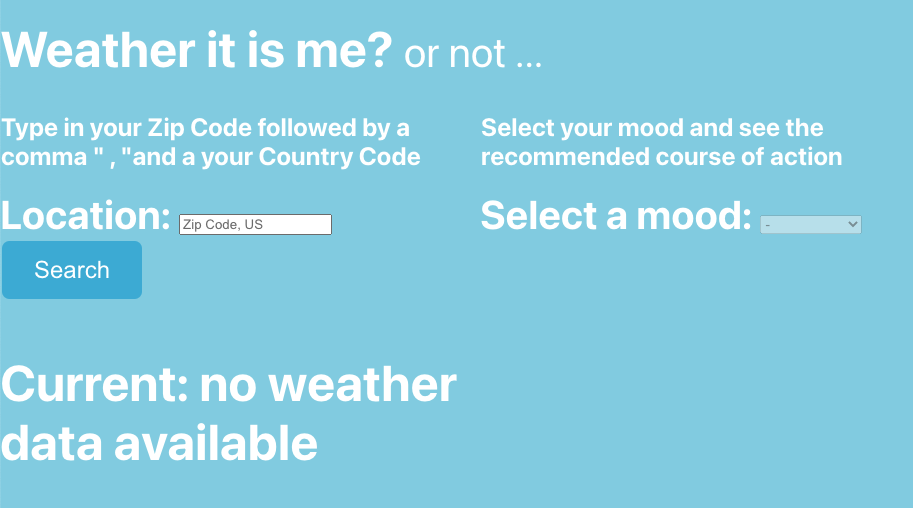 Weather it is me? or not ...
Type in your Zip Code followed by a
comma " , "and a your Country Code
Location: Zip Code, US
Search
Select your mood and see the
recommended course of action
Select a mood: -
Current: no weather
data available